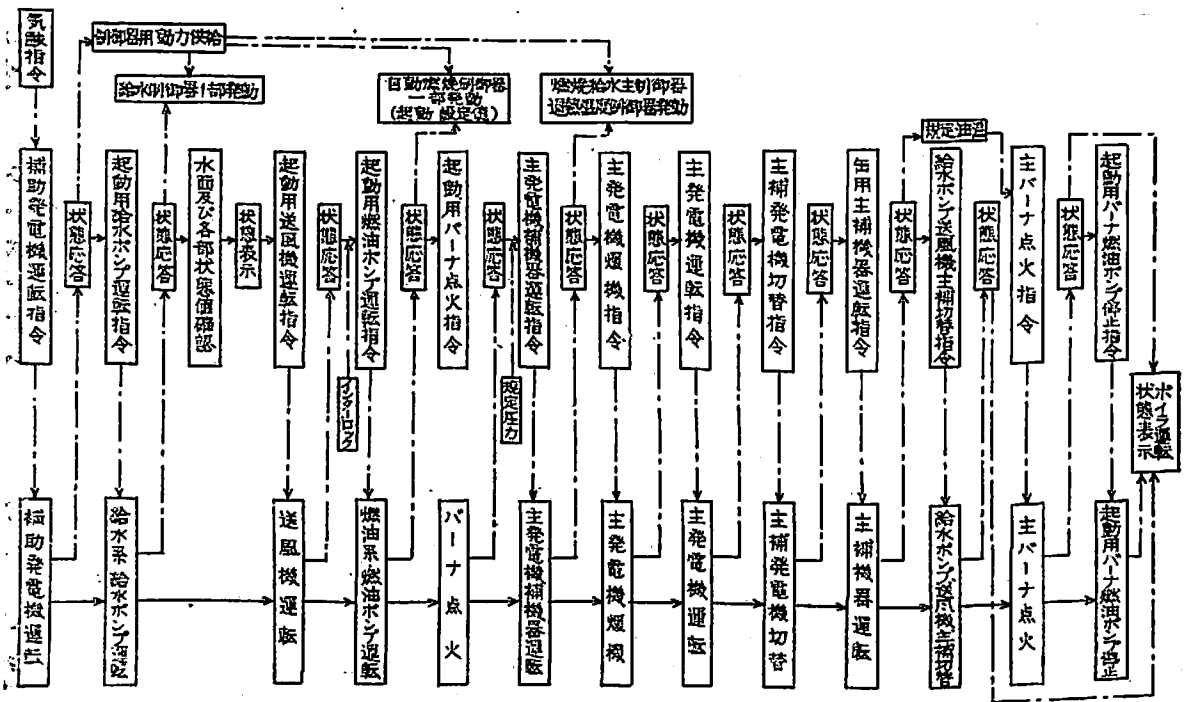 気醸指令
制御器用動力供給
給水制御器1部発動
自動燃焼制御器
一部発動
(起動設定値)
燃焼給水主制御器
過熱温度制御器発動
規定油温
補助発電機運転指令
状態応答
起動用給水ポンプ運転指令
状態応答
水面及び各部状態値確認
状態表示
起動用送風機運転指令
状態応答
起動用燃油ポンプ運転指令
状態応答
起動用バーナ点火指令
状態応答
主発電機補機器運転指令
状態応答
主発電機煖機指令
状態応答
主発電機運転指令
状態応答
主補発電機切替指令
状態応答
缶用主補機器運転指令
状態応答
給水ポンプ送風機主補切替指令
状態応答
主バーナ点火指令
状態応答
起動用バーナ燃油ポンプ停止指令
インターロック
規定圧力
ボイラ運転
状態表示
補助発電機運転
給水系給水ポンプ運転
送風機運転
燃油系燃油ポンプ運転
バーナ点火
主発電機補機器運転
主発電機煖機
主発電機運転
主補発電機切替
主補機器運転
給水ポンプ送風機主補切替
主バーナ点火
起動用バーナ燃油ポンプ停止